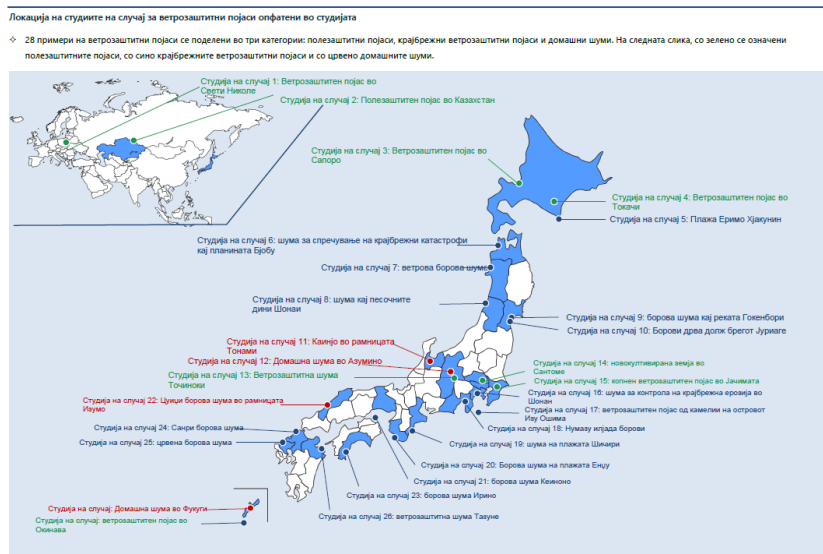 Локација на студиите на случај за ветрозаштитни појаси опфатени во студијата
✧ 28 примери на ветрозаштитни појаси се поделени во три категории: полезаштитни појаси, крајбрежни ветрозаштитни појаси и домашни шуми. На следната слика, со зелено се означени
полезаштитните појаси, со сино крајбрежните ветрозаштитни појаси и со црвено домашните шуми.
Студија на случај 1: Ветрозаштен појас во
Свети Николе
Студија на случај 2: Полезаштитен појас во Казахстан
Студија на случај 3: Ветрозаштитен појас во
Сапоро
Студија на случај 4: Ветрозаштитен појас во
Токачи
Студија на случај 5: Плажа Еримо Хјакунин
Студија на случај 6: шума за спречување на крајбрежни катастрофи
кај планината Бјобу
Студија на случај 7: ветрова борова шума
Студија на случај 8: шума кај песочните
дини Шонаи
Студија на случај 9: борова шума кај реката Гокенбори
Студија на случај 10: Борови дрва долж брегот Јуриаге
Студија на случај 11: Каињо во рамницата
Тонами
Студија на случај 12: Домашна шума во Азумино
Студија на случај 13: Ветрозаштитна шума
Точиноки
Студија на случај 14: новокултивирана земја во
Сантоме
Студија на случај 15: копнен ветрозаштитен појас во Јачимата
Студија на случај 16: шума за контрола на крајбрежна ерозија во
Шонан
Студија на случај 17: ветрозаштитен појас од камелии на островот
Изу Ошима
Студија на случај 18: Нумазу илјада борови
Студија на случај 19: шума на плажата Шичири
Студија на случај 20: Борова шума на плажата Енџу
Студија на случај 21: борова шума Кеиноно
Студија на случај 22: Цуиџи борова шума во рамницата
Изумо
Студија на случај 23: борова шума Ирино
Студија на случај 24: Санри борова шума
Студија на случај 25: црвена борова шума
Студија на случај 26: ветрозаштитна шума Тазуне
Студија на случај: Домашна шума во Фукуги
Студија на случај: ветрозаштитен појас во
Окинава